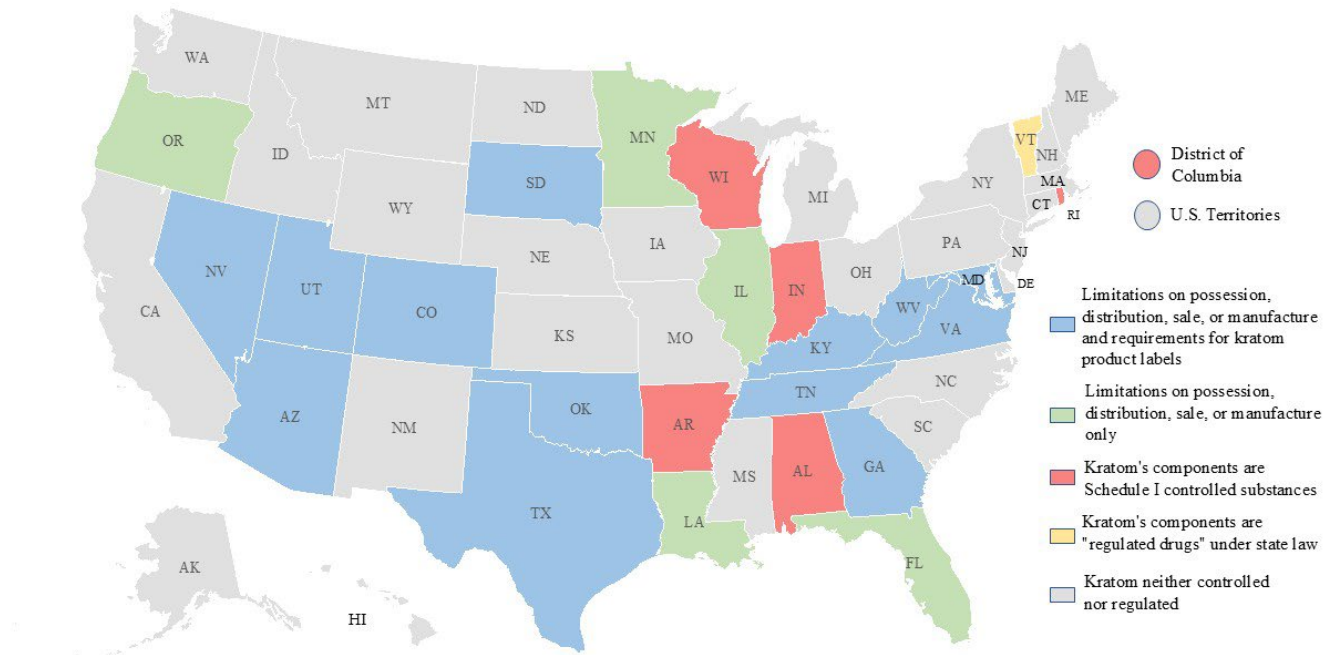 WA
MT
ND
MN
ME
OR
ID
SD
WI
VT
NH
District of
Columbia
WY
MI
NY
MA
CT
RI
U.S. Territories
IA
NE
PA
NJ
NV
UT
CO
IL
IN
OH
MD
DE
CA
KS
MO
WV
VA
KY
Limitations on possession,
distribution, sale, or manufacture
and requirements for kratom
product labels
AZ
NM
OK
TN
NC
AR
SC
Limitations on possession,
distribution, sale, or manufacture
only
MS
AL
GA
Kratom's components are
Schedule I controlled substances
TX
LA
FL
Kratom's components are
"regulated drugs" under state law
AK
HI
Kratom neither controlled
nor regulated